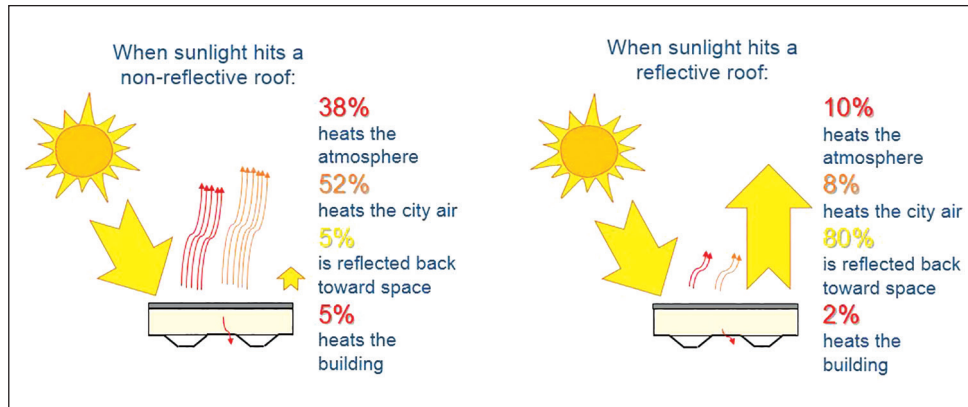 When sunlight hits a
non-reflective roof:
38%
heats the
atmosphere
52%
heats the city air
5%
is reflected back
toward space
5%
heats the
building
When sunlight hits a
reflective roof:
10%
heats the
atmosphere
8%
heats the city air
80%
is reflected back
toward space
2%
heats the
building